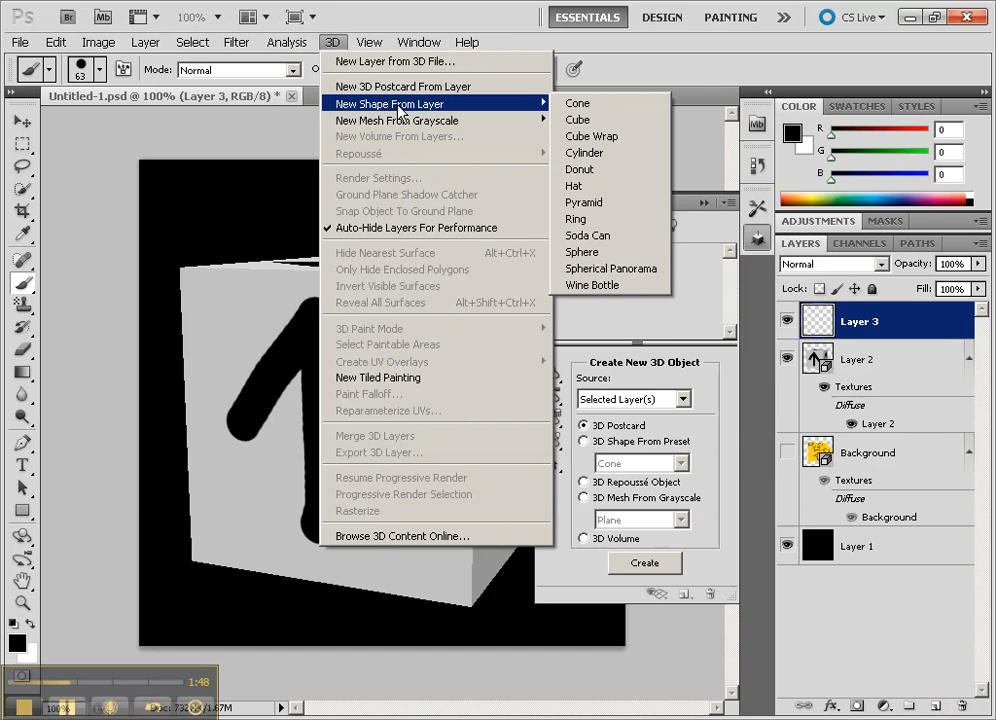 Ps Br Mb 100% ESSENTIALS DESIGN PAINTING CS Live
File Edit Image Layer Select Filter Analysis 3D View Window Help
63 Mode: Normal
Untitled-1.psd @ 100% (Layer 3, RGB/8) *
New Layer from 3D File...
New 3D Postcard From Layer
New Shape From Layer
New Mesh From Grayscale
New Volume From Layers...
Repoussé
Render Settings...
Ground Plane Shadow Catcher
Snap Object To Ground Plane
Auto-Hide Layers For Performance
Hide Nearest Surface Alt+Ctrl+X
Only Hide Enclosed Polygons
Invert Visible Surfaces
Reveal All Surfaces Alt+Shift+Ctrl+X
3D Paint Mode
Select Paintable Areas
Create UV Overlays
New Tiled Painting
Paint Falloff...
Reparameterize UVs...
Merge 3D Layers
Export 3D Layer...
Resume Progressive Render
Progressive Render Selection
Rasterize
Browse 3D Content Online...
Cone
Cube
Cube Wrap
Cylinder
Donut
Hat
Pyramid
Ring
Soda Can
Sphere
Spherical Panorama
Wine Bottle
Create New 3D Object
Source:
Selected Layer(s)
3D Postcard
3D Shape From Preset
Cone
3D Repoussé Object
3D Mesh From Grayscale
Plane
3D Volume
Create
Mb
COLOR SWATCHES STYLES
R 0
G 0
B 0
ADJUSTMENTS MASKS
LAYERS CHANNELS PATHS
Normal Opacity: 100%
Lock: Fill: 100%
Layer 3
Layer 2
Textures
Diffuse
Layer 2
Background
Textures
Diffuse
Background
Layer 1
1:48
100%